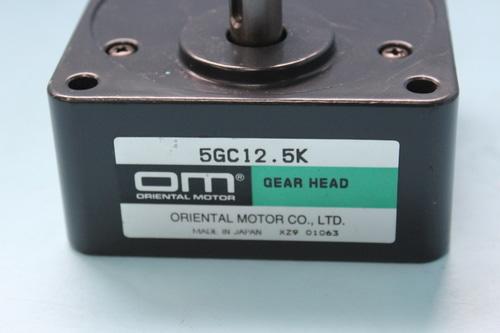 5GC12.5K
OM®
ORIENTAL MOTOR
GEAR HEAD
ORIENTAL MOTOR CO., LTD.
MADE IN JAPAN XZ9 01063